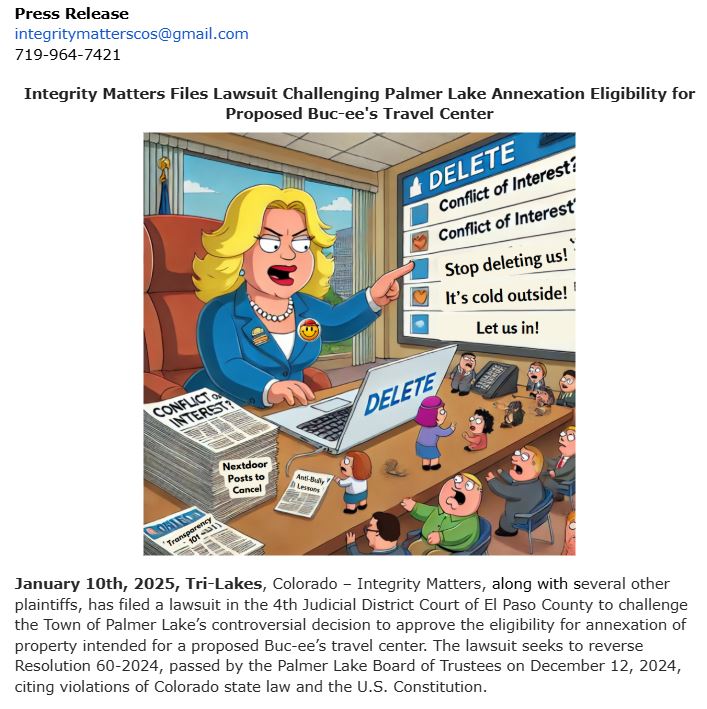 Press Release
integritymatterscos@gmail.com
719-964-7421
Integrity Matters Files Lawsuit Challenging Palmer Lake Annexation Eligibility for
Proposed Buc-ee's Travel Center
DELETE
Conflict of Interest?
Conflict of Interest
Stop deleting us!
It's cold outside!
Let us in!
DELETE
CONFLICT OF
INTEREST?
Nextdoor
Posts to
Cancel
Anti-Bully
Lessons
Transparency
101
January 10th, 2025, Tri-Lakes, Colorado – Integrity Matters, along with several other
plaintiffs, has filed a lawsuit in the 4th Judicial District Court of El Paso County to challenge
the Town of Palmer Lake's controversial decision to approve the eligibility for annexation of
property intended for a proposed Buc-ee's travel center. The lawsuit seeks to reverse
Resolution 60-2024, passed by the Palmer Lake Board of Trustees on December 12, 2024,
citing violations of Colorado state law and the U.S. Constitution.